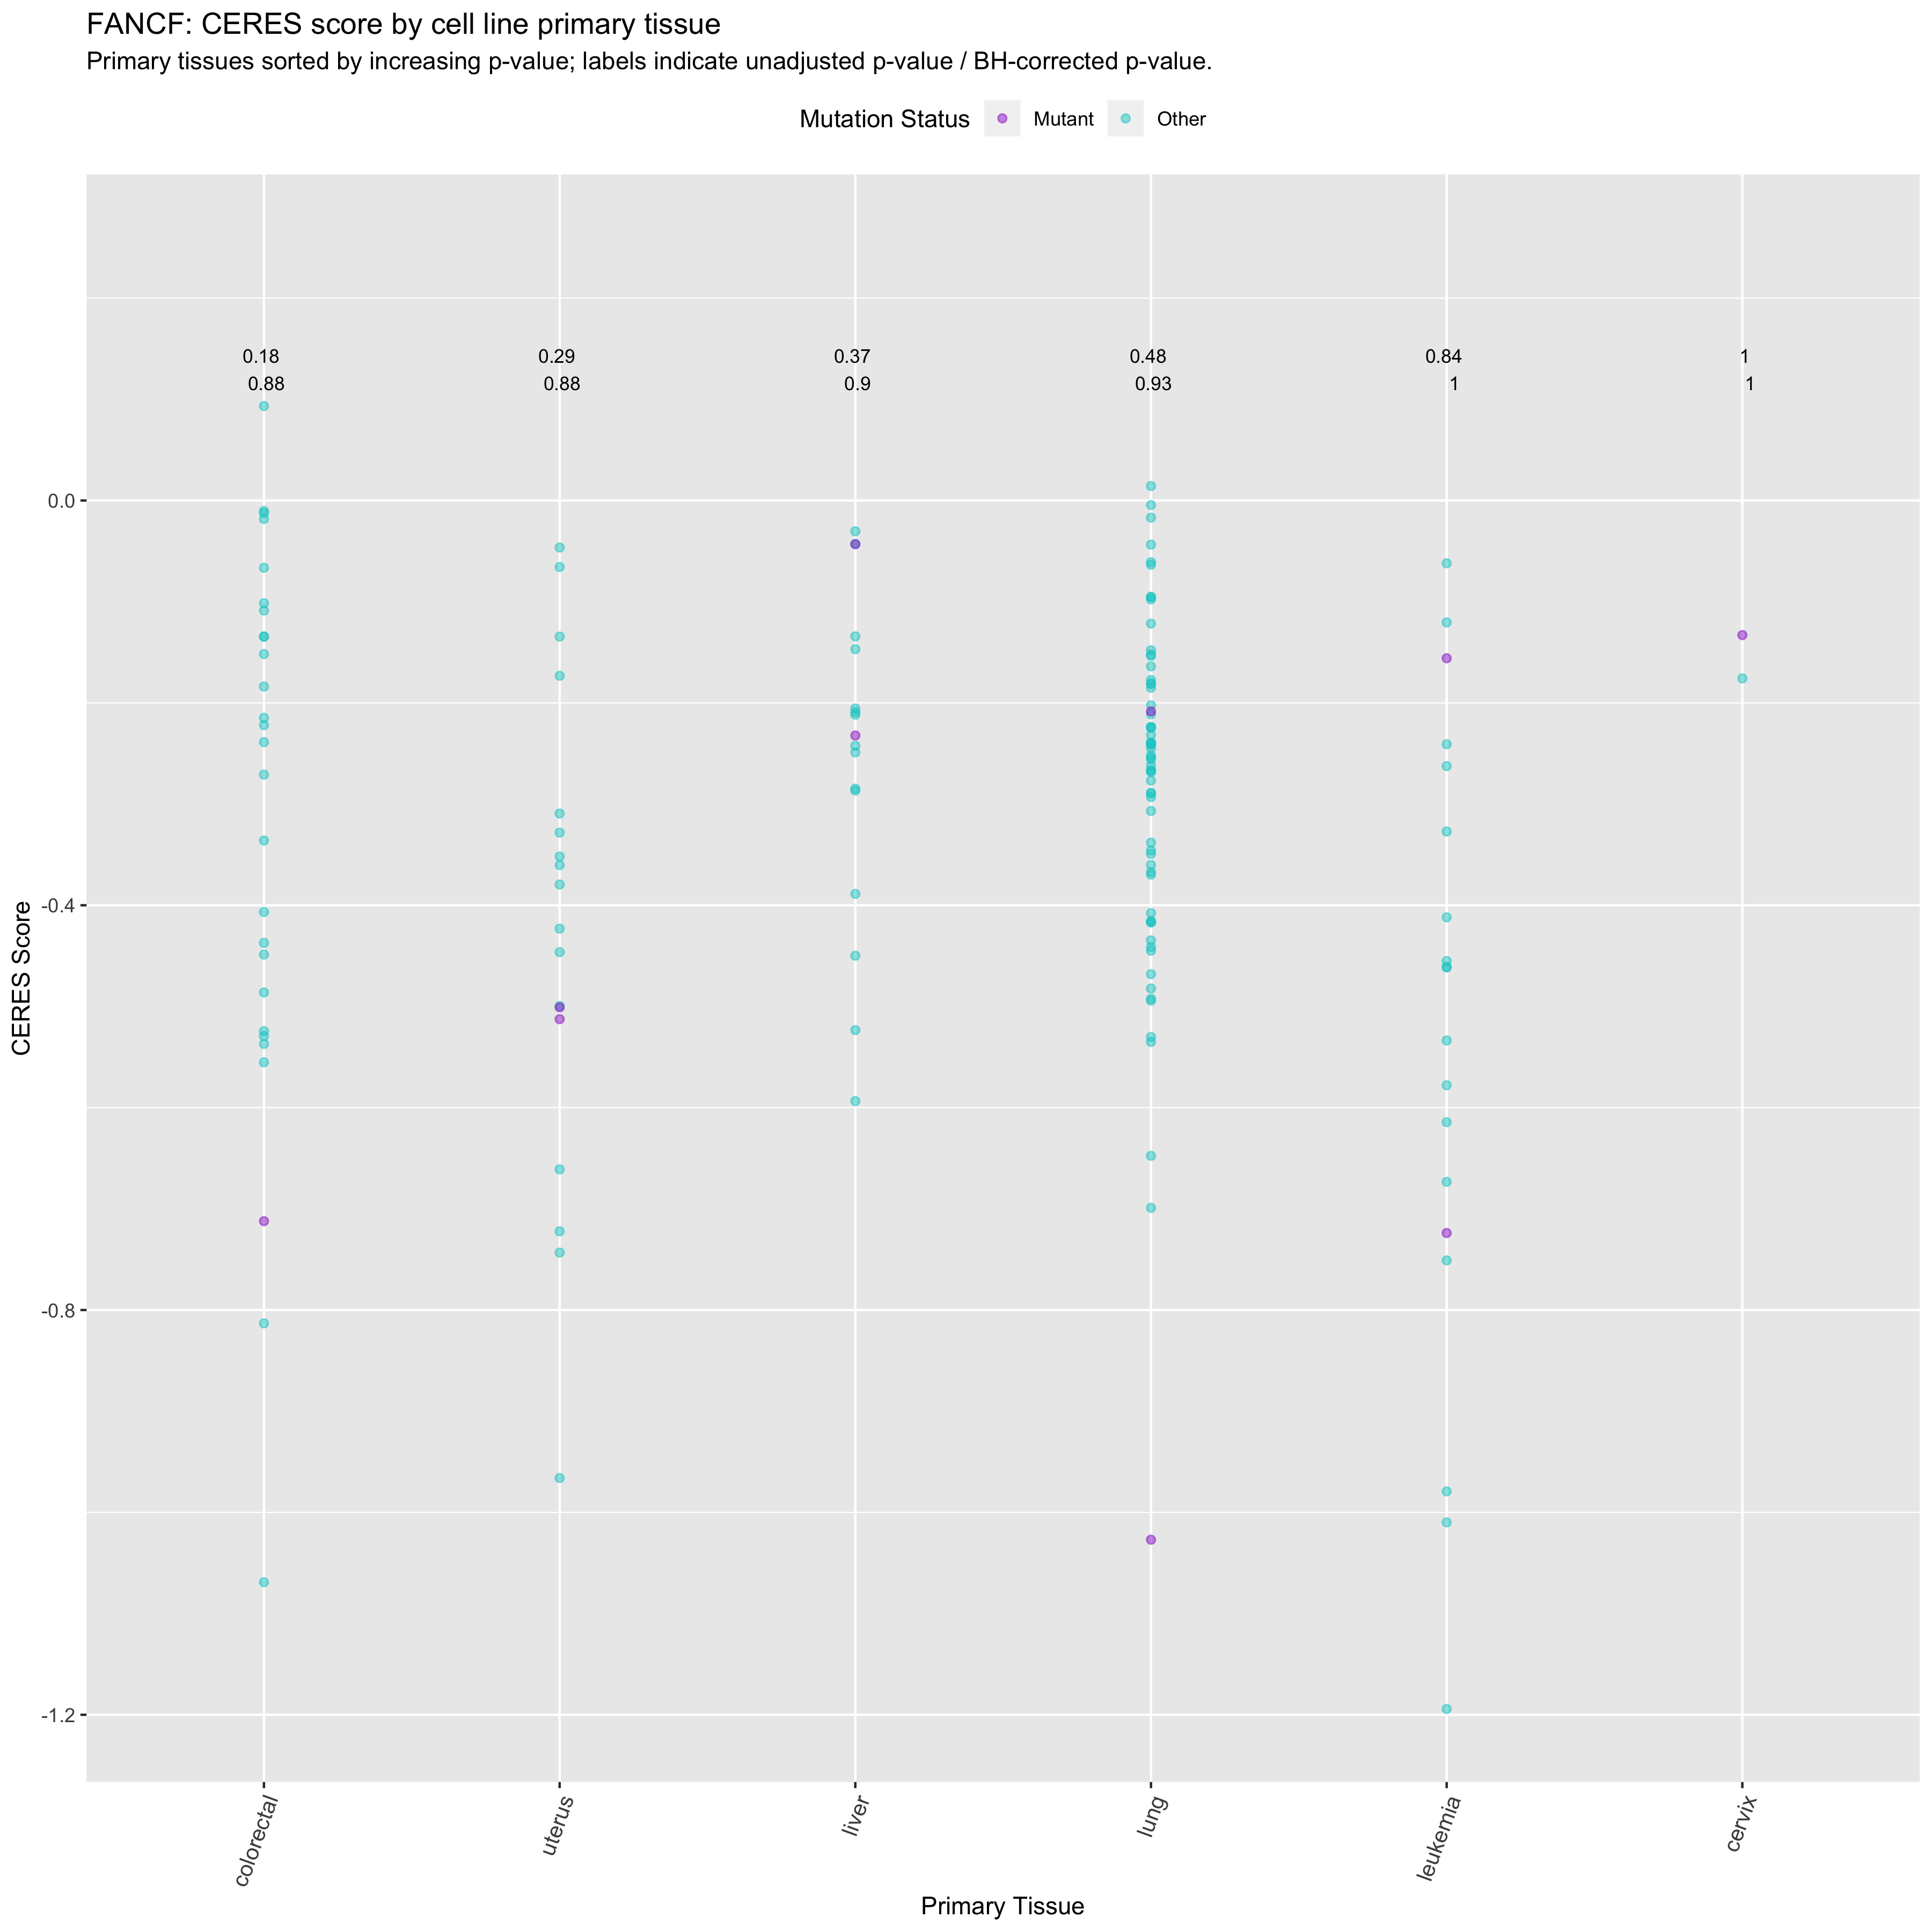 FANCF: CERES score by cell line primary tissue
Primary tissues sorted by increasing p-value; labels indicate unadjusted p-value / BH-corrected p-value.
Mutation Status Mutant Other
0.18 0.29 0.37 0.48 0.84 1
0.88 0.88 0.9 0.93 1 1
0.0
-0.4
-0.8
-1.2
CERES Score
colorectal uterus liver lung leukemia cervix
Primary Tissue